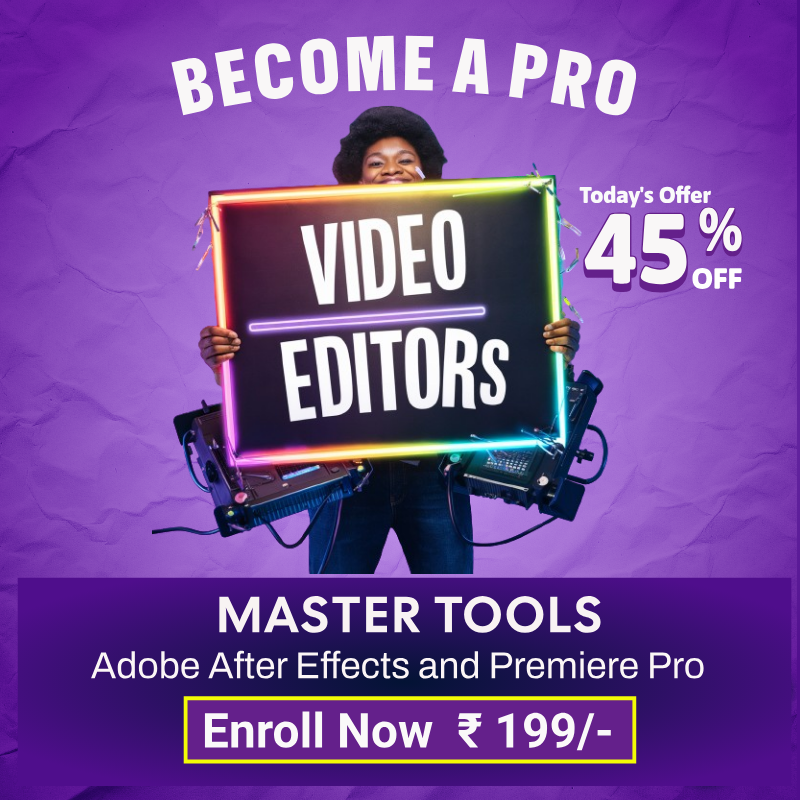 BECOME A PRO
VIDEO
EDITORS
Today's Offer
45%
OFF
MASTER TOOLS
Adobe After Effects and Premiere Pro
Enroll Now ₹ 199/-